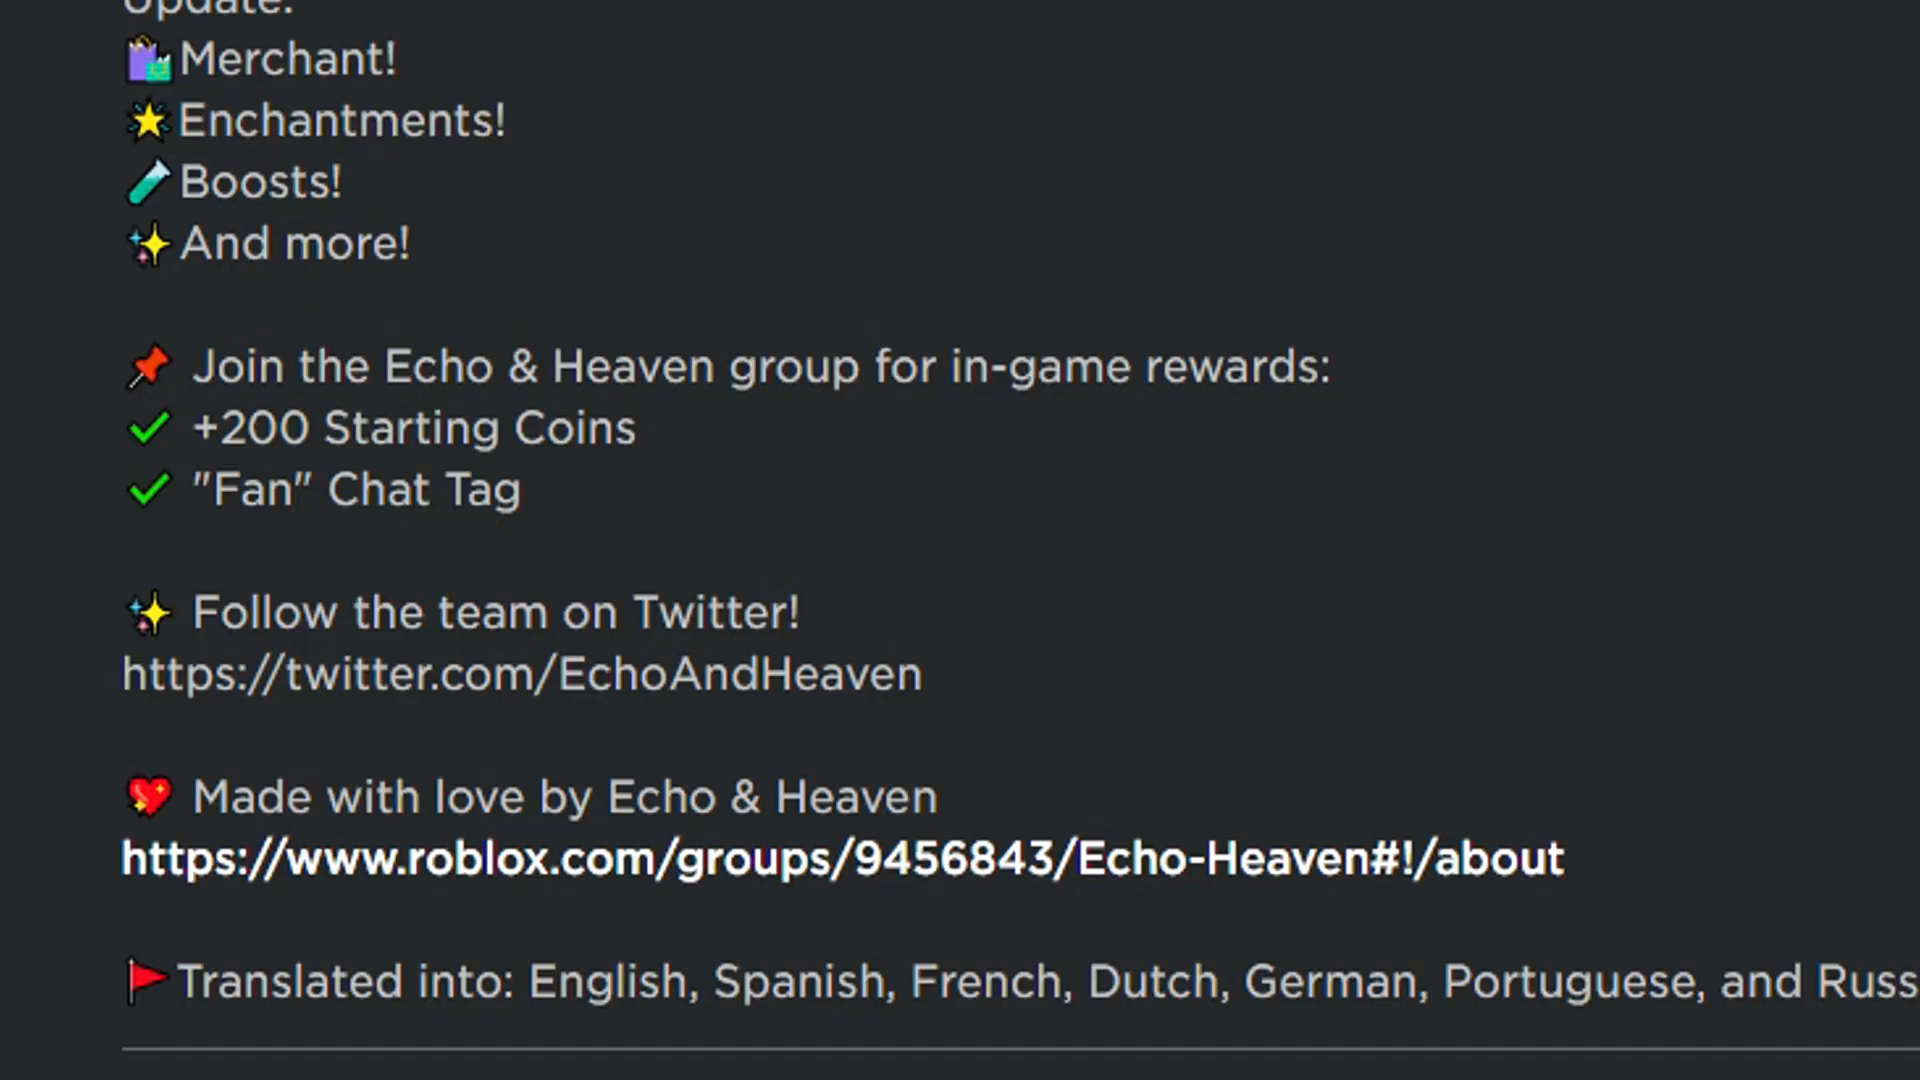 Update:
🛍️Merchant!
🌟Enchantments!
🧪Boosts!
✨And more!
📌 Join the Echo & Heaven group for in-game rewards:
✔ +200 Starting Coins
✔ "Fan" Chat Tag
✨ Follow the team on Twitter!
https://twitter.com/EchoAndHeaven
💖 Made with love by Echo & Heaven
https://www.roblox.com/groups/9456843/Echo-Heaven#!/about
🚩Translated into: English, Spanish, French, Dutch, German, Portuguese, and Russ